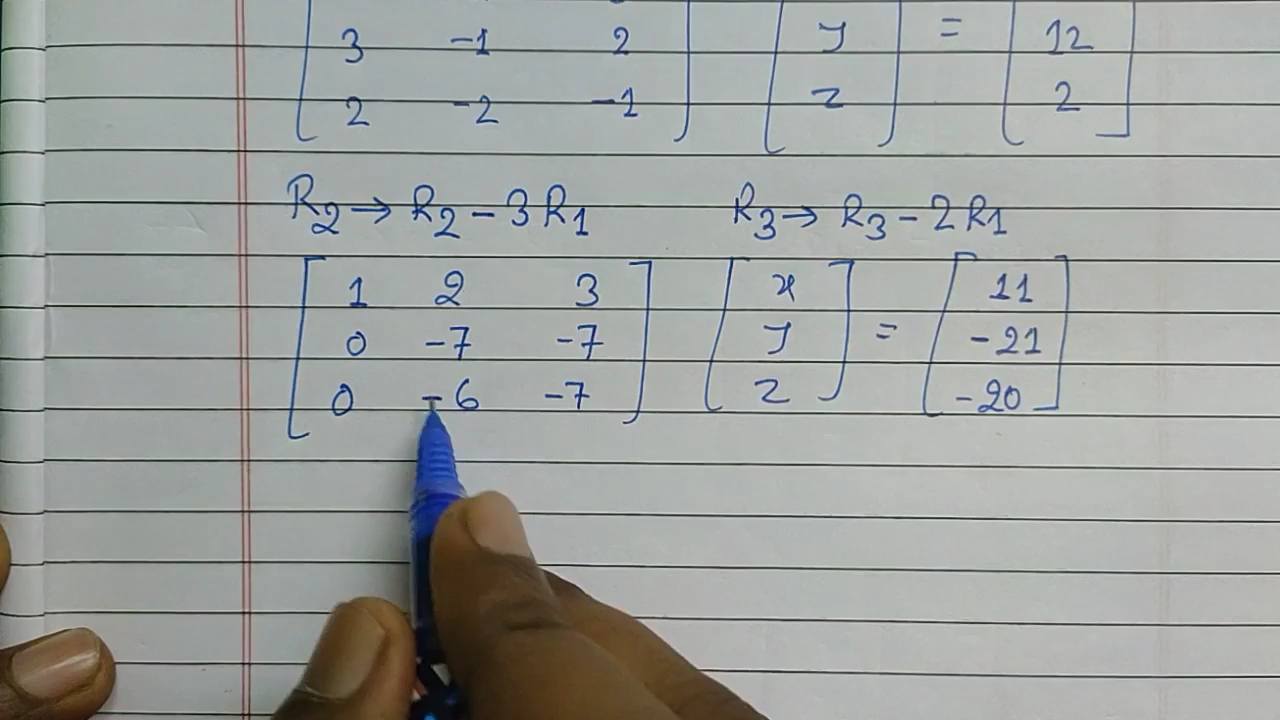 3 -1 2 y = 12
2 -2 -1 z 2
R2 → R2 - 3R1 R3 → R3 - 2R1
1 2 3 x 11
0 -7 -7 y = -21
0 -6 -7 z -20